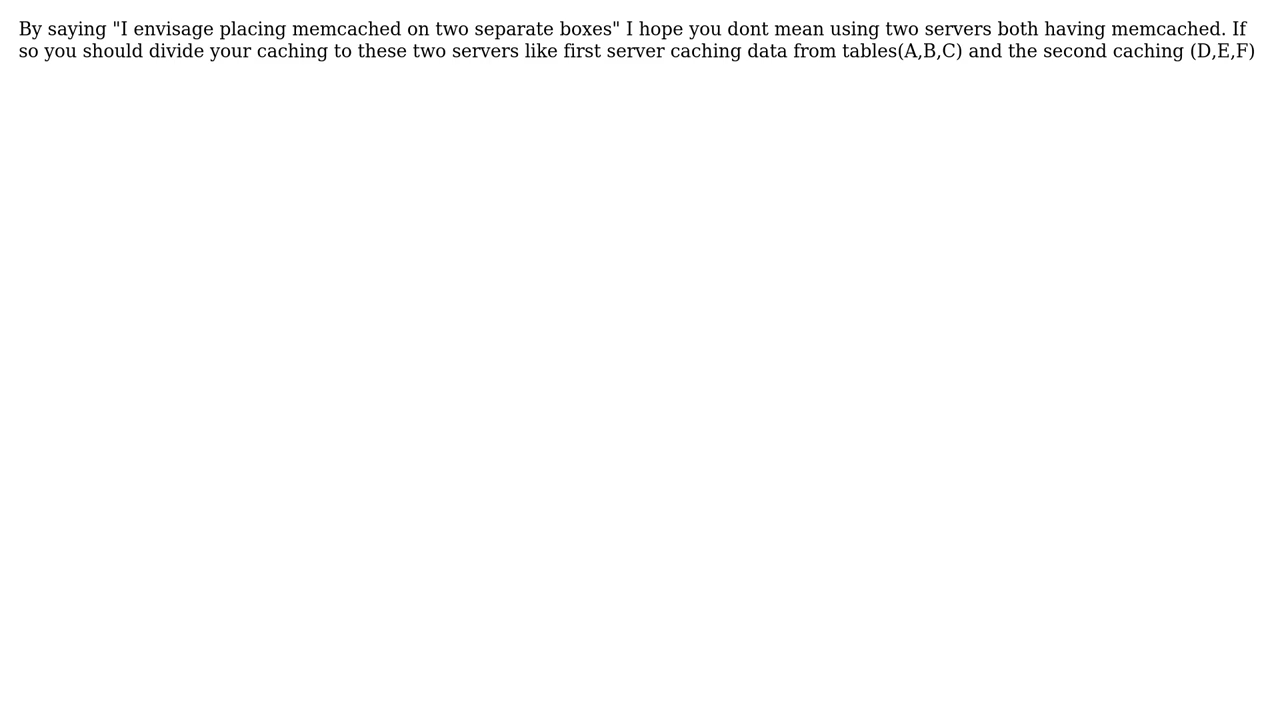 By saying "I envisage placing memcached on two separate boxes" I hope you dont mean using two servers both having memcached. If
so you should divide your caching to these two servers like first server caching data from tables(A,B,C) and the second caching (D,E,F)